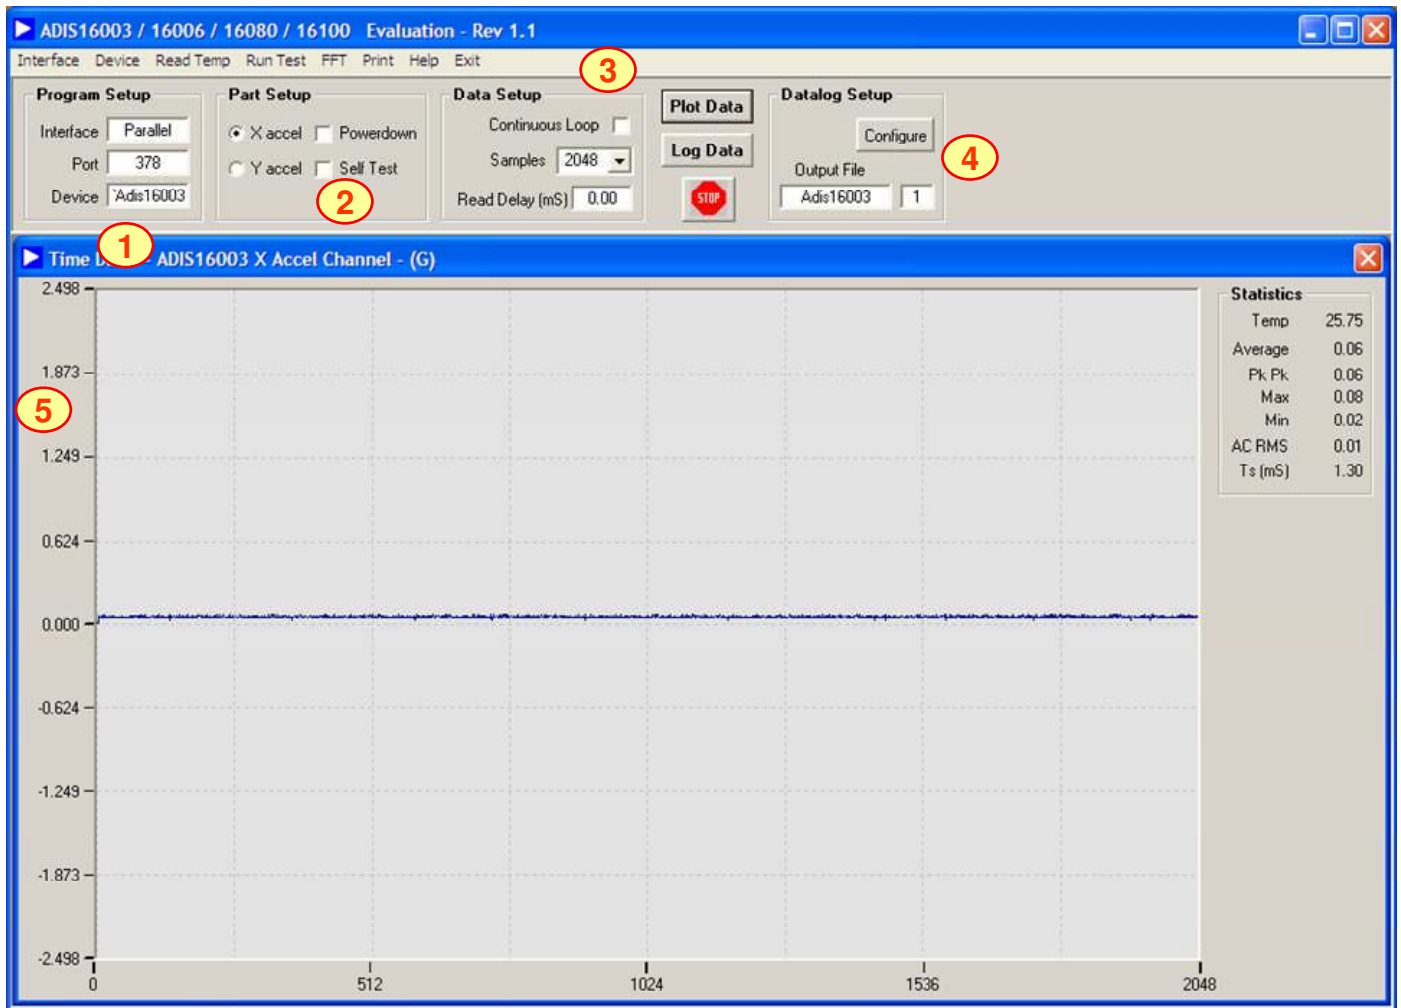 ADIS16003 / 16006 / 16080 / 16100 Evaluation - Rev 1.1
Interface Device Read Temp Run Test FFT Print Help Exit
3
Program Setup
Interface Parallel
Port 378
Device `Adis16003
1
Part Setup
X accel Powerdown
Y accel Self Test
2
Data Setup
Continuous Loop
Samples 2048
Read Delay (mS) 0.00
Plot Data
Log Data
STOP
Datalog Setup
Configure
4
Output File
Adis16003 1
Time - ADIS16003 X Accel Channel - (G)
2.498
1.873
5
1.249
0.624
0.000
-0.624
-1.249
-1.873
-2.498
0 512 1024 1536 2048
Statistics
Temp 25.75
Average 0.06
Pk Pk 0.06
Max 0.08
Min 0.02
AC RMS 0.01
Ts (mS) 1.30